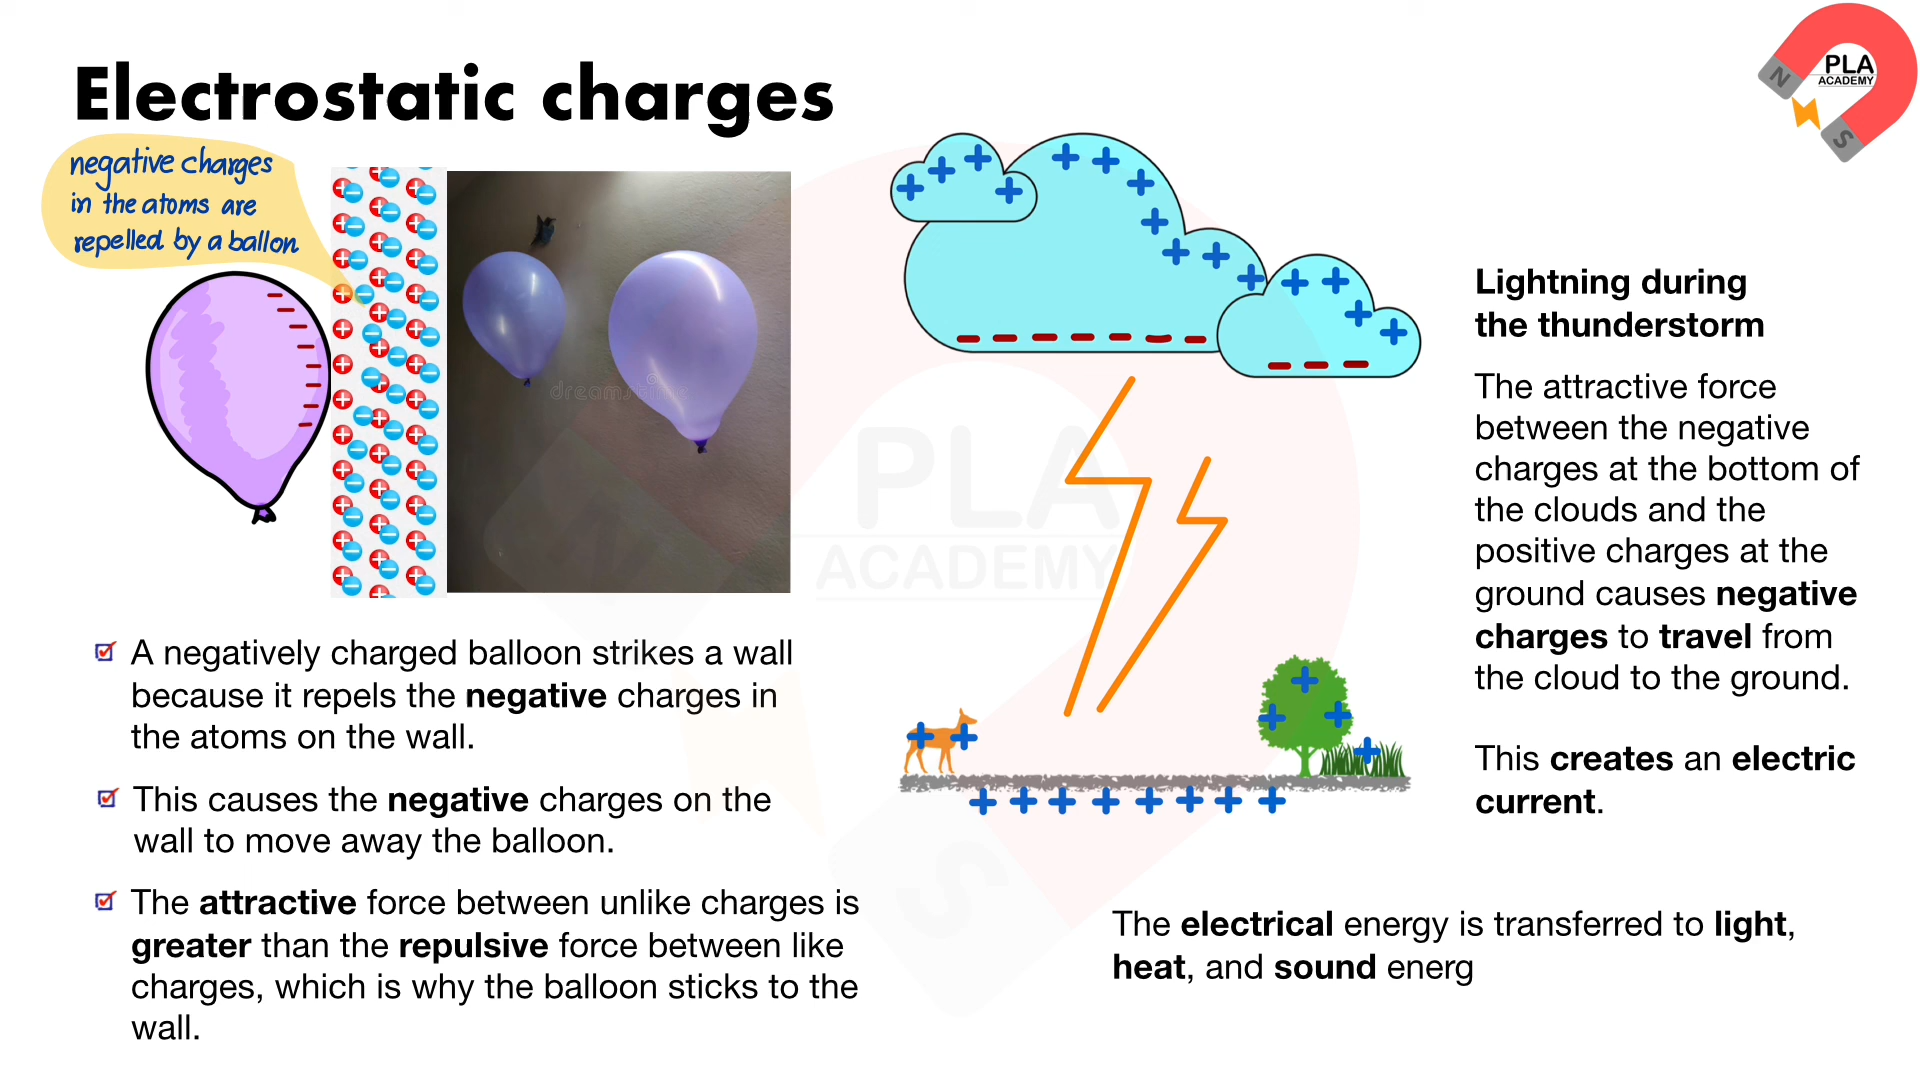 Electrostatic charges
PLA
ACADEMY
N
S
negative charges
in the atoms are
repelled by a ballon
dreamstime
Lightning during
the thunderstorm
The attractive force
between the negative
charges at the bottom of
the clouds and the
positive charges at the
ground causes negative
charges to travel from
the cloud to the ground.
This creates an electric
current.
PLA
ACADEMY
S
A negatively charged balloon strikes a wall
because it repels the negative charges in
the atoms on the wall.
This causes the negative charges on the
wall to move away the balloon.
The attractive force between unlike charges is
greater than the repulsive force between like
charges, which is why the balloon sticks to the
wall.
The electrical energy is transferred to light,
heat, and sound energ